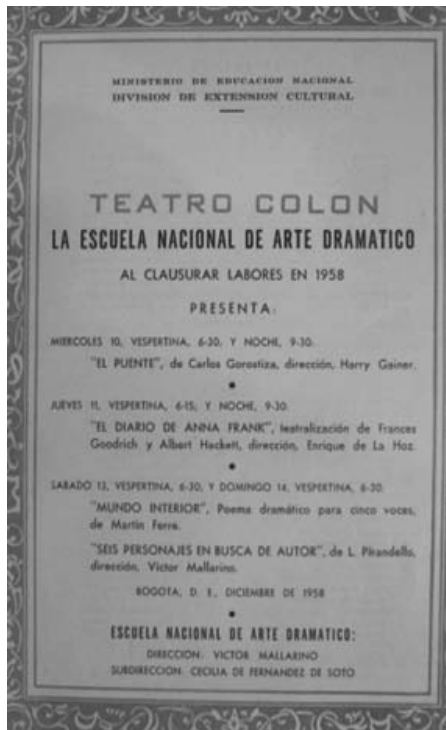 MINISTERIO DE EDUCACION NACIONAL
DIVISION DE EXTENSION CULTURAL
TEATRO COLON
LA ESCUELA NACIONAL DE ARTE DRAMATICO
AL CLAUSURAR LABORES EN 1958
PRESENTA:
MIERCOLES 10, VESPERTINA, 6-30, Y NOCHE, 9-30.
"EL PUENTE", de Carlos Gorostiza, dirección, Harry Gainer.
JUEVES 11, VESPERTINA, 6-15, Y NOCHE, 9-30.
"EL DIARIO DE ANNA FRANK", teatralización de Frances
Goodrich y Albert Hackett, dirección, Enrique de La Hoz.
SABADO 13, VESPERTINA, 6-30, Y DOMINGO 14, VESPERTINA, 6-30.
"MUNDO INTERIOR", Poema dramático para cinco voces,
de Martín Ferre.
"SEIS PERSONAJES EN BUSCA DE AUTOR", de L. Pirandello,
dirección, Victor Mallarino.
BOGOTA, D. E., DICIEMBRE DE 1958
ESCUELA NACIONAL DE ARTE DRAMATICO:
DIRECCION: VICTOR MALLARINO
SUBDIRECCION: CECILIA DE FERNANDEZ DE SOTO